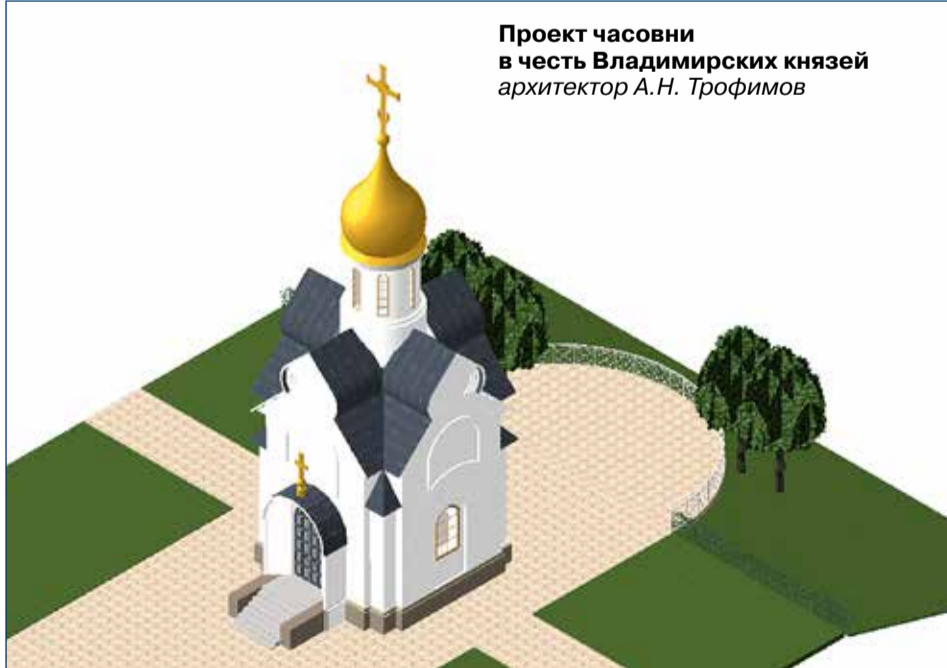 Проект часовни
в честь Владимирских князей
архитектор А.Н. Трофимов